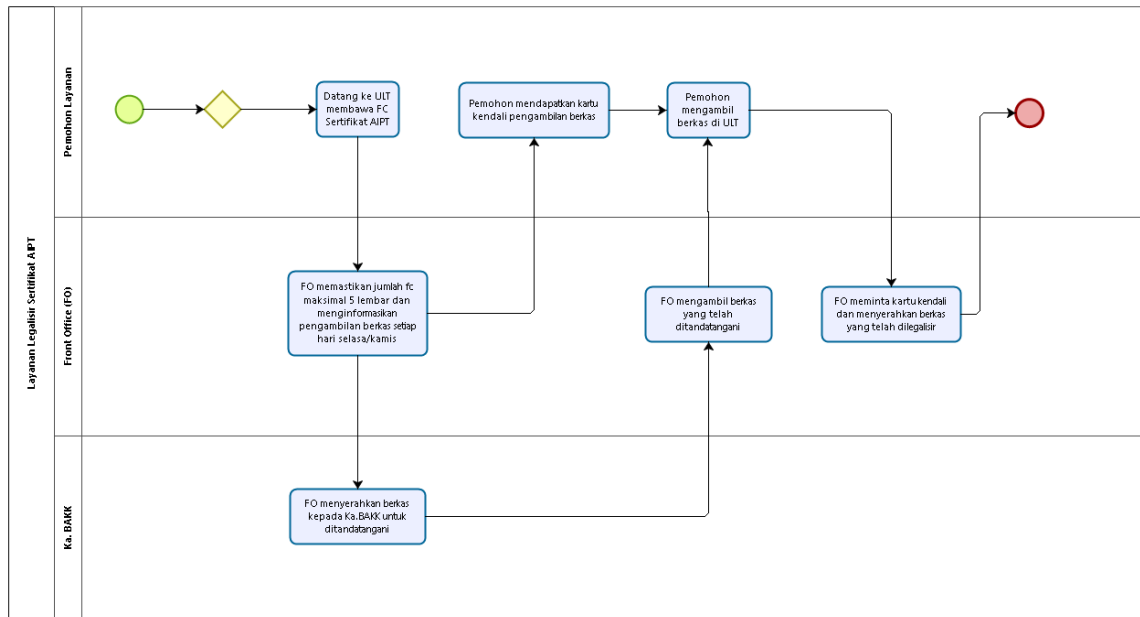 Layanan Legalisir Sertifikat AIPT
Pemohon Layanan
Datang ke ULT
membawa FC
Sertifikat AIPT
Pemohon mendapatkan kartu
kendali pengambilan berkas
Pemohon
mengambil
berkas di ULT
Front Office (FO)
FO memastikan jumlah fc
maksimal 5 lembar dan
menginformasikan
pengambilan berkas setiap
hari selasa/kamis
FO mengambil berkas
yang telah
ditandatangani
FO meminta kartu kendali
dan menyerahkan berkas
yang telah dilegalisir
Ka. BAKK
FO menyerahkan berkas
kepada Ka.BAKK untuk
ditandatangani